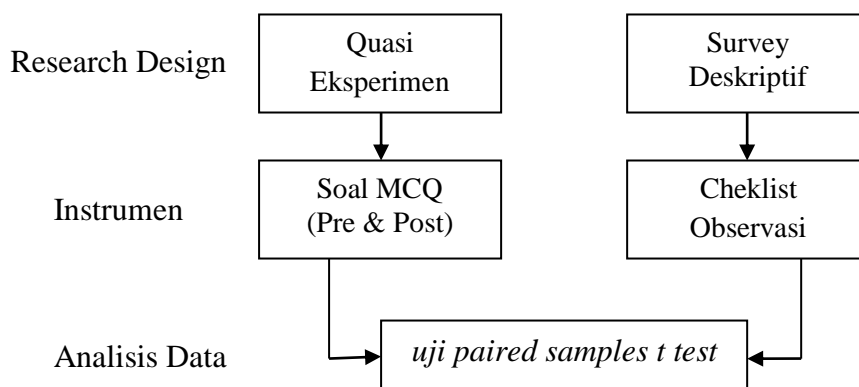 Research Design
Quasi
Eksperimen
Survey
Deskriptif
Instrumen
Soal MCQ
(Pre & Post)
Cheklist
Observasi
Analisis Data
uji paired samples t test